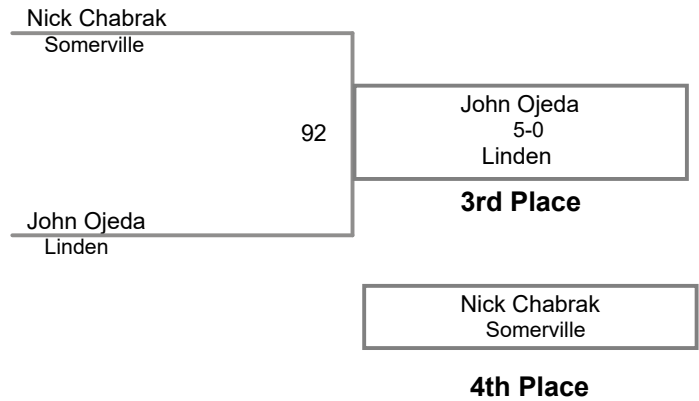 Nick Chabrak
Somerville
92
John Ojeda
5-0
Linden
3rd Place
John Ojeda
Linden
Nick Chabrak
Somerville
4th Place